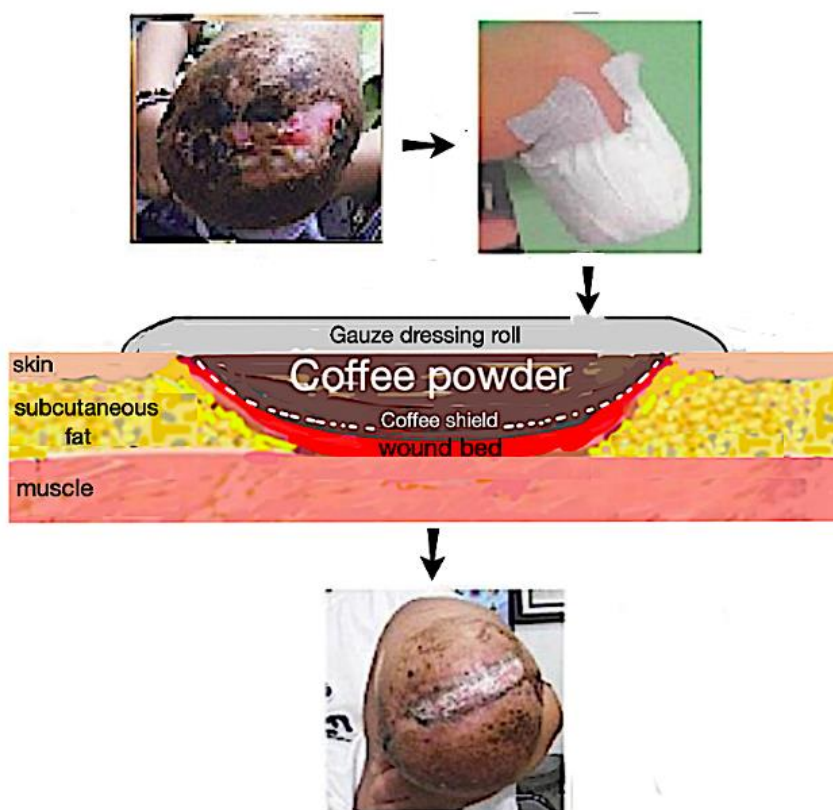 Gauze dressing roll
skin
Coffee powder
Coffee shield
subcutaneous
fat
wound bed
muscle